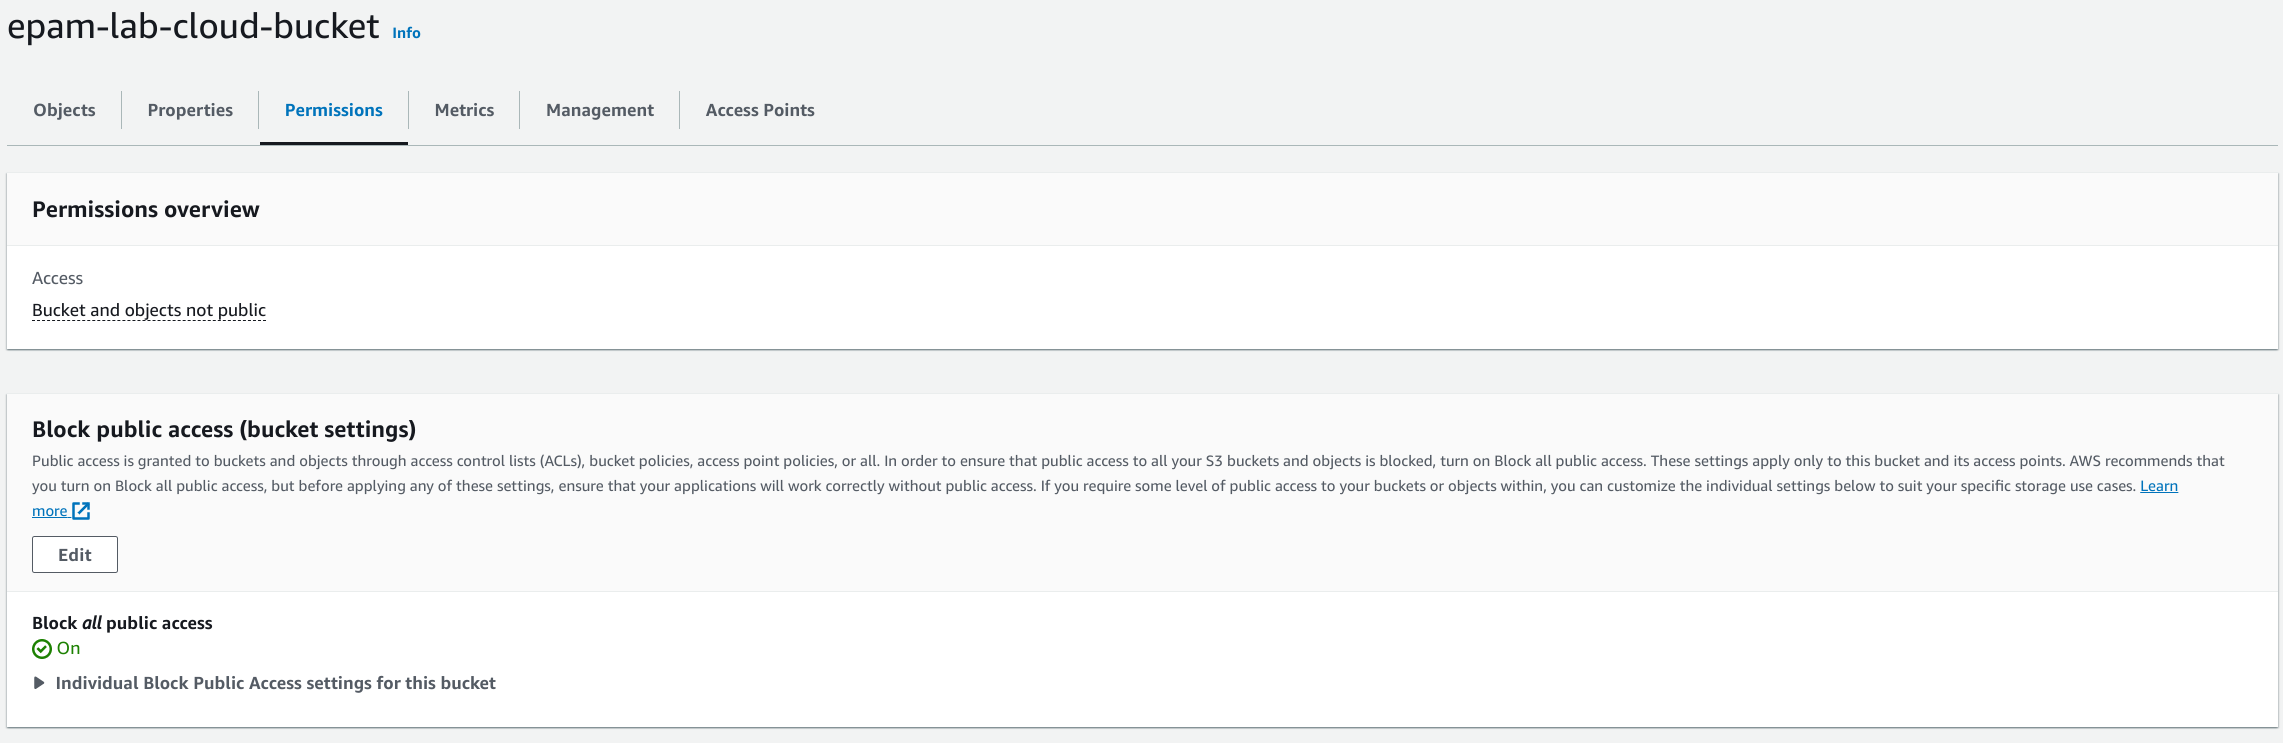 epam-lab-cloud-bucket Info
Objects Properties Permissions Metrics Management Access Points
Permissions overview
Access
Bucket and objects not public
Block public access (bucket settings)
Public access is granted to buckets and objects through access control lists (ACLs), bucket policies, access point policies, or all. In order to ensure that public access to all your S3 buckets and objects is blocked, turn on Block all public access. These settings apply only to this bucket and its access points. AWS recommends that
you turn on Block all public access, but before applying any of these settings, ensure that your applications will work correctly without public access. If you require some level of public access to your buckets or objects within, you can customize the individual settings below to suit your specific storage use cases. Learn
more
Edit
Block all public access
On
Individual Block Public Access settings for this bucket